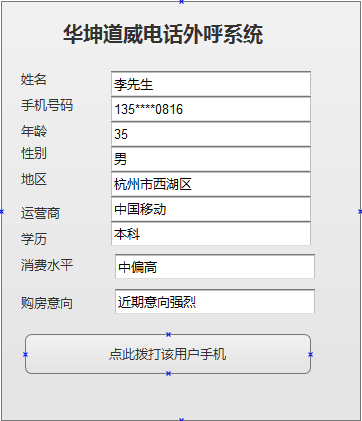 华坤道威电话外呼系统
姓名 李先生
手机号码 135****0816
年龄 35
性别 男
地区 杭州市西湖区
运营商 中国移动
学历 本科
消费水平 中偏高
购房意向 近期意向强烈
点此拨打该用户手机